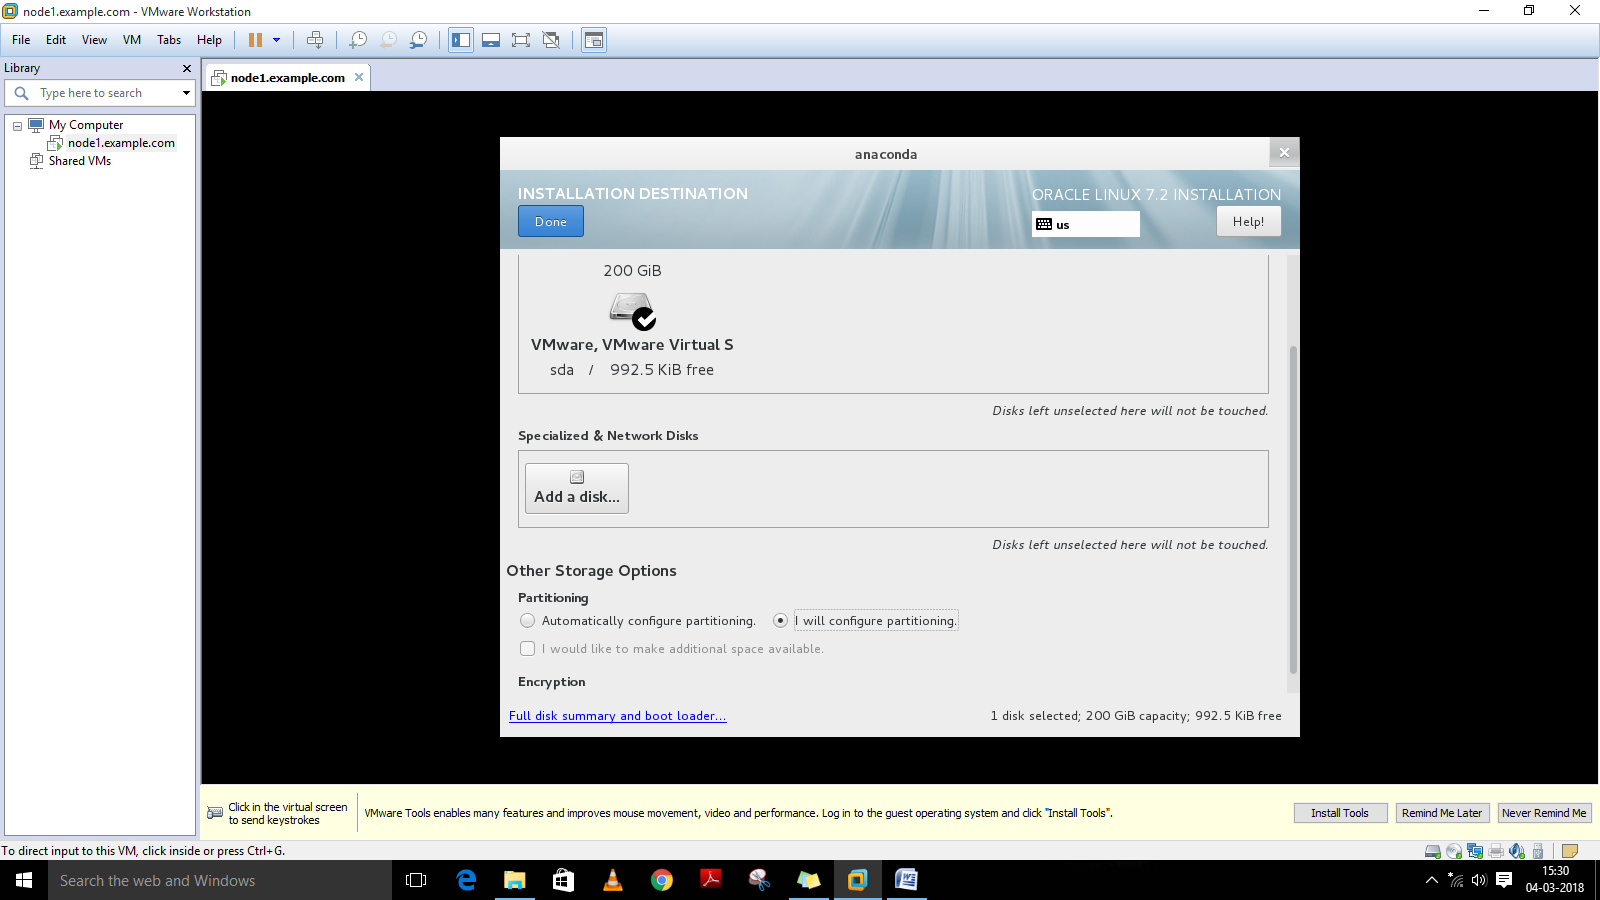 node1.example.com - VMware Workstation
File Edit View VM Tabs Help
Library
Type here to search
My Computer
node1.example.com
Shared VMs
node1.example.com
anaconda
INSTALLATION DESTINATION
ORACLE LINUX 7.2 INSTALLATION
Done
us
Help!
200 GiB
VMware, VMware Virtual S
sda / 992.5 KiB free
Disks left unselected here will not be touched.
Specialized & Network Disks
Add a disk...
Disks left unselected here will not be touched.
Other Storage Options
Partitioning
Automatically configure partitioning. I will configure partitioning.
I would like to make additional space available.
Encryption
Full disk summary and boot loader...
1 disk selected; 200 GiB capacity; 992.5 KiB free
Click in the virtual screen
to send keystrokes
VMware Tools enables many features and improves mouse movement, video and performance. Log in to the guest operating system and click "Install Tools".
Install Tools
Remind Me Later
Never Remind Me
To direct input to this VM, click inside or press Ctrl+G.
Search the web and Windows
15:30
04-03-2018